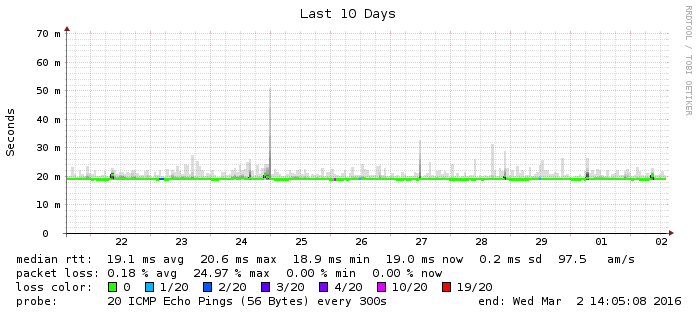 Last 10 Days
RRDTOOL / TOBI OETIKER
Seconds
70 m
60 m
50 m
40 m
30 m
20 m
10 m
0
22 23 24 25 26 27 28 29 01 02
median rtt: 19.1 ms avg 20.6 ms max 18.9 ms min 19.0 ms now 0.2 ms sd 97.5 am/s
packet loss: 0.18 % avg 24.97 % max 0.00 % min 0.00 % now
loss color: 0 1/20 2/20 3/20 4/20 10/20 19/20
probe: 20 ICMP Echo Pings (56 Bytes) every 300s end: Wed Mar 2 14:05:08 2016